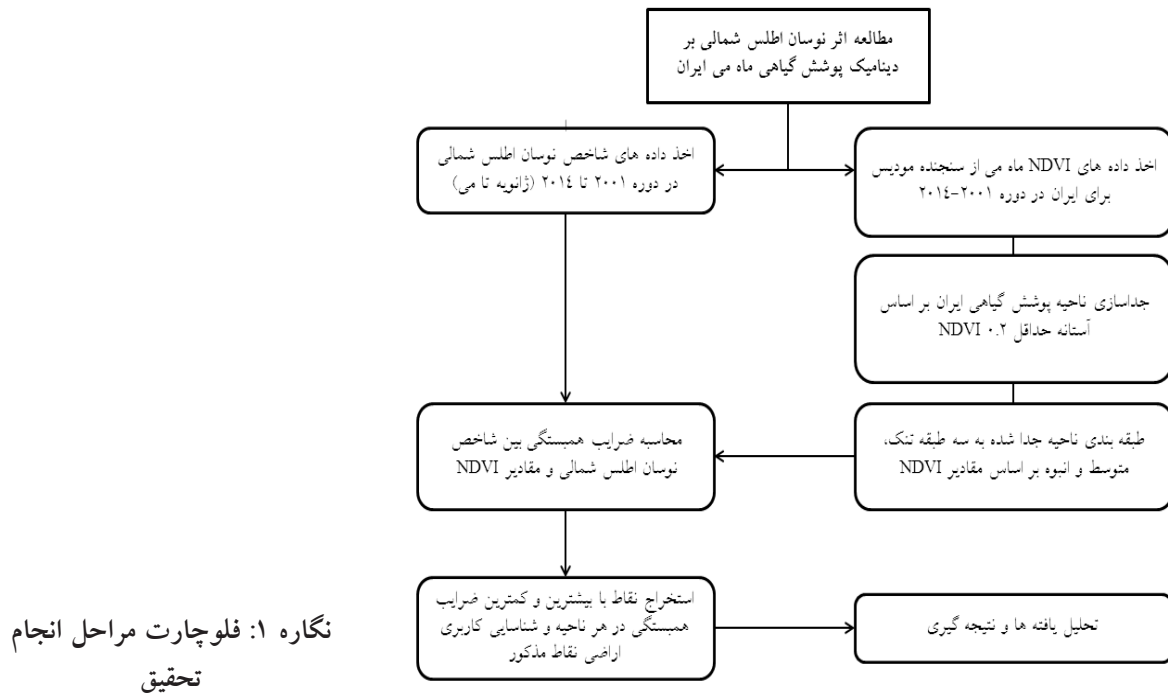 مطالعه اثر نوسان اطلس شمالی بر
دینامیک پوشش گیاهی ماه می ایران
اخذ داده های NDVI ماه می از سنجنده مودیس
برای ایران در دوره ۲۰۰۱-۲۰۱٤
اخذ داده های شاخص نوسان اطلس شمالی
در دوره ۲۰۰۱ تا ۲۰۱٤ (ژانویه تا می)
جداسازی ناحیه پوشش گیاهی ایران بر اساس
آستانه حداقل ۰.۲ NDVI
طبقه بندی ناحیه جدا شده به سه طبقه تنک،
متوسط و انبوه بر اساس مقادیر NDVI
محاسبه ضرایب همبستگی بین شاخص
نوسان اطلس شمالی و مقادیر NDVI
استخراج نقاط با بیشترین و کمترین ضرایب
همبستگی در هر ناحیه و شناسایی کاربری
اراضی نقاط مذکور
تحلیل یافته ها و نتیجه گیری
نگاره ۱: فلوچارت مراحل انجام
تحقیق